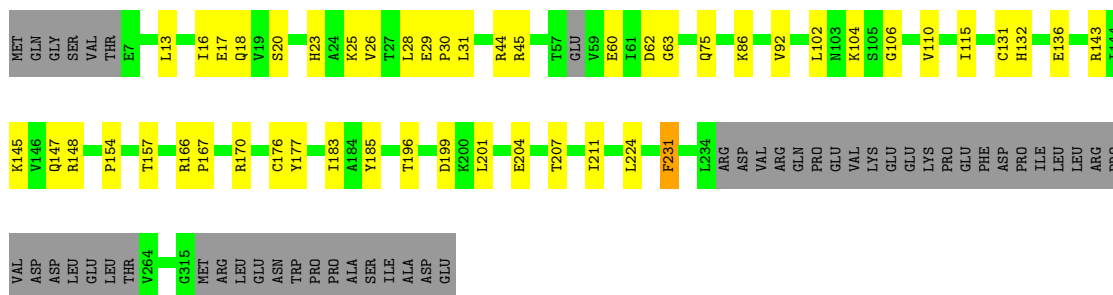 MET GLN GLY SER VAL THR E7 L13 I16 E17 Q18 V19 S20 H23 A24 K25 V26 T27 L28 E29 P30 L31 R44 R45 T57 GLU V59 E60 I61 D62 G63 Q75 K86 V92 L102 N103 K104 S105 G106 V110 I115 C131 H132 E136 R143 I144
K145 V146 Q147 R148 P154 T157 R166 P167 R170 C176 Y177 I183 A184 Y185 T196 D199 K200 L201 E204 T207 I211 L224 F231 L234 ARG ASP VAL ARG GLN PRO GLU VAL LYS GLU GLU LYS PRO GLU PHE ASP PRO ILE LEU LEU ARG PRO
VAL ASP ASP LEU GLU LEU THR V264 G315 MET ARG LEU GLU ASN TRP PRO PRO ALA SER ILE ALA ASP GLU